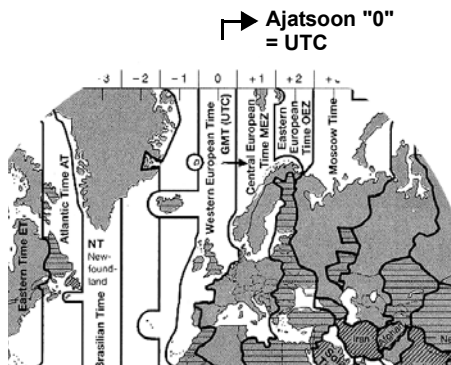 Ajatsoon "0"
= UTC
-3 -2 -1 0 +1 +2
Eastern Time ET
Atlantic Time AT
NT
New-
found-
land
Brasilian Time
Western European Time
GMT (UTC)
Central European
Time MEZ
Eastern
European
Time OEZ
Moscow Time
Iran